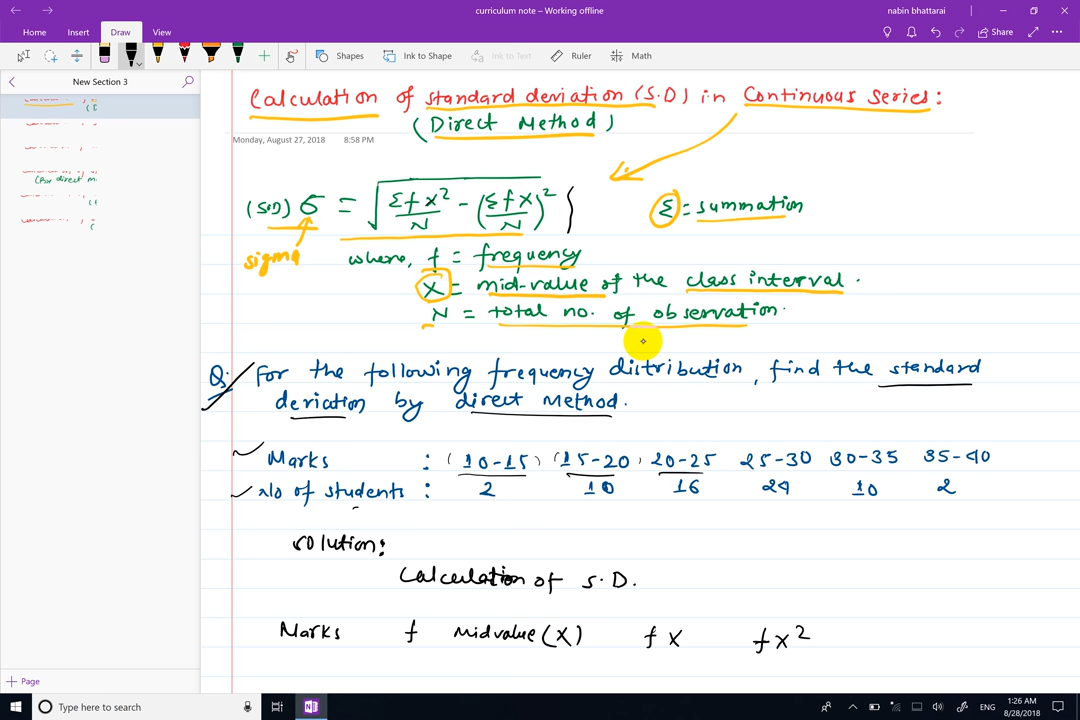 curriculum note – Working offline
nabin bhattarai
Home Insert Draw View
Share
Shapes Ink to Shape Ink to Text Ruler Math
New Section 3
Calculation of standard deviation (S.D) in Continuous Series:
(Direct Method)
Monday, August 27, 2018 8:58 PM
(S.D) σ = √ Σfx²/N - (Σfx/N)² }
Σ = summation
sigma
where, f = frequency
X = mid-value of the class interval.
N = total no. of observation.
Q: For the following frequency distribution, find the standard
deviation by direct Method.
Marks : (10-15) (15-20) 20-25 25-30 30-35 35-40
No of students : 2 10 16 24 10 2
Solution:
Calculation of S.D.
Marks f Midvalue (X) fx fx²
Page
Type here to search
ENG
1:26 AM
8/28/2018